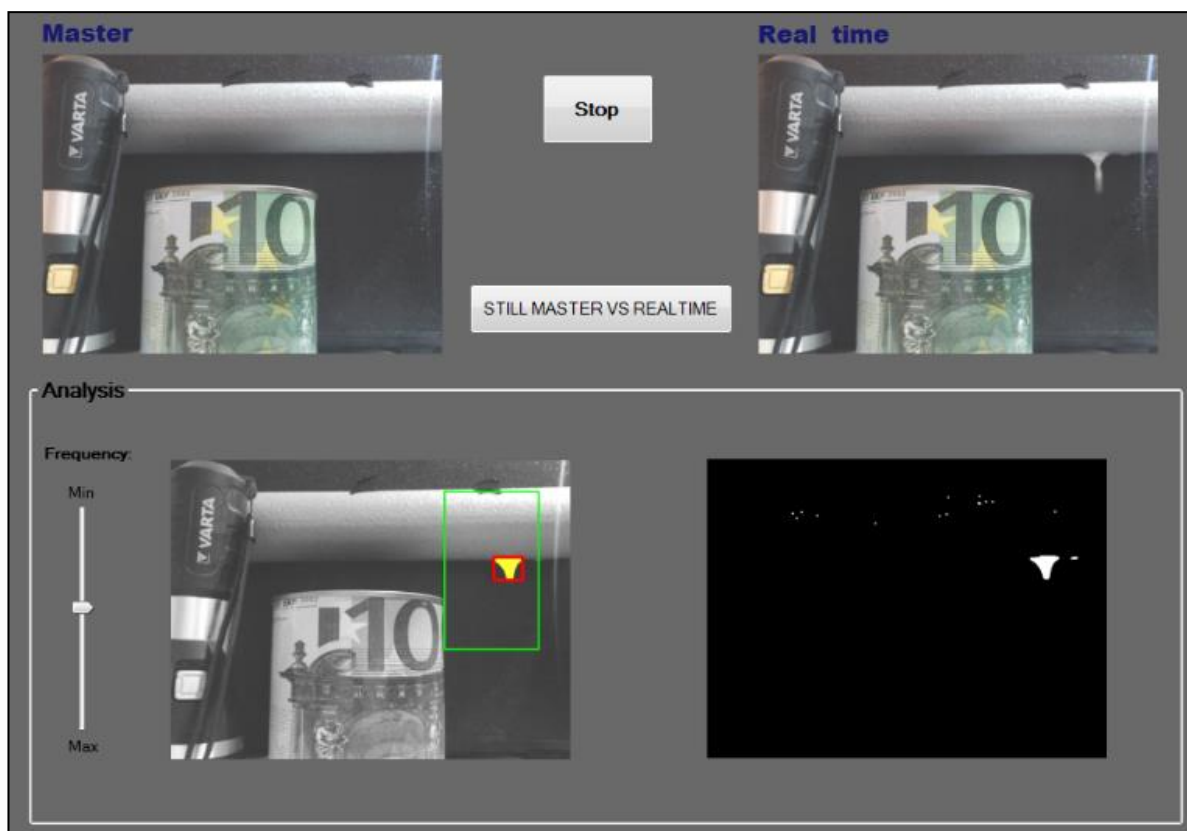 Master
Real time
VARTA
10
Stop
VARTA
10
STILL MASTER VS REALTIME
Analysis
Frequency:
Min
Max
VARTA
10